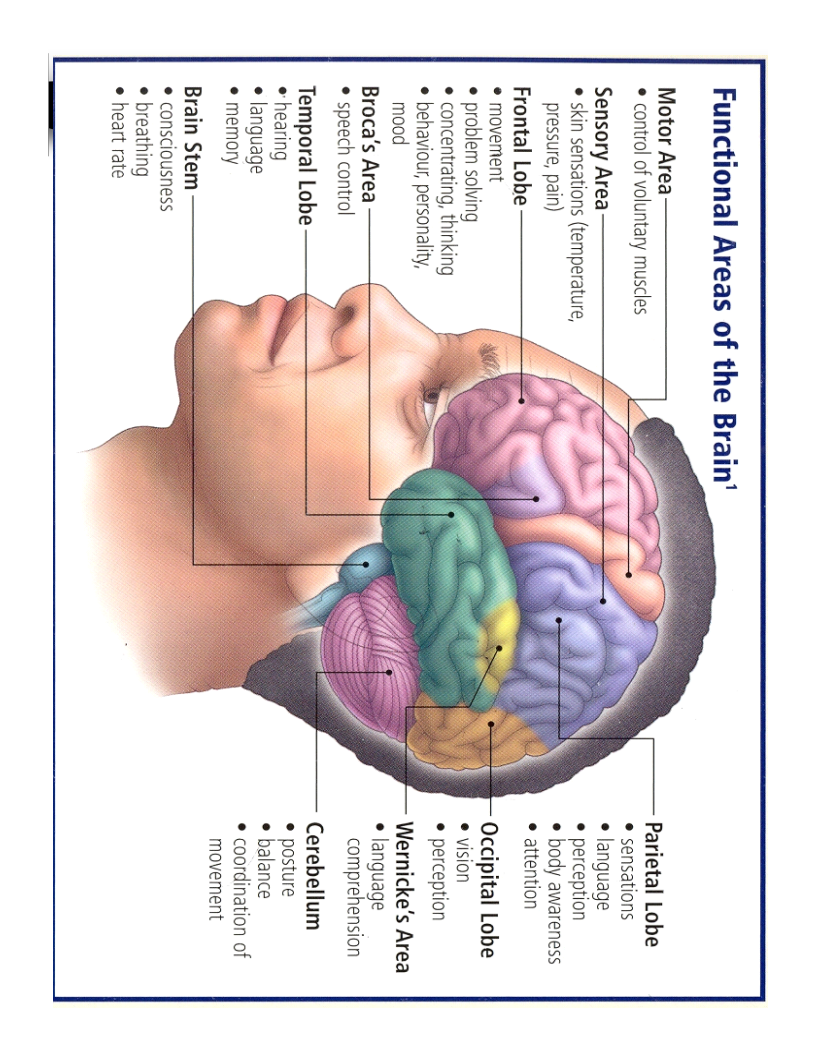 Functional Areas of the Brain¹
Motor Area
• control of voluntary muscles
Sensory Area
• skin sensations (temperature,
pressure, pain)
Frontal Lobe
• movement
• problem solving
• concentrating, thinking
• behaviour, personality,
mood
Broca's Area
• speech control
Temporal Lobe
• hearing
• language
• memory
Brain Stem
• consciousness
• breathing
• heart rate
Parietal Lobe
• sensations
• language
• perception
• body awareness
• attention
Occipital Lobe
• vision
• perception
Wernicke's Area
• language
comprehension
Cerebellum
• posture
• balance
• coordination of
movement